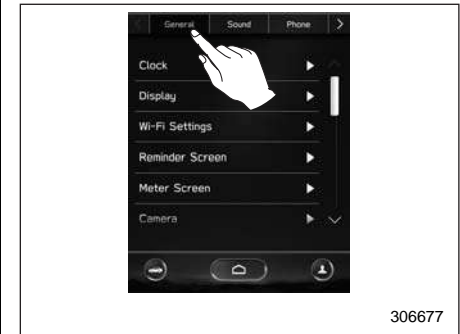 General Sound Phone
Clock
Display
Wi-Fi Settings
Reminder Screen
Meter Screen
Camera
306677